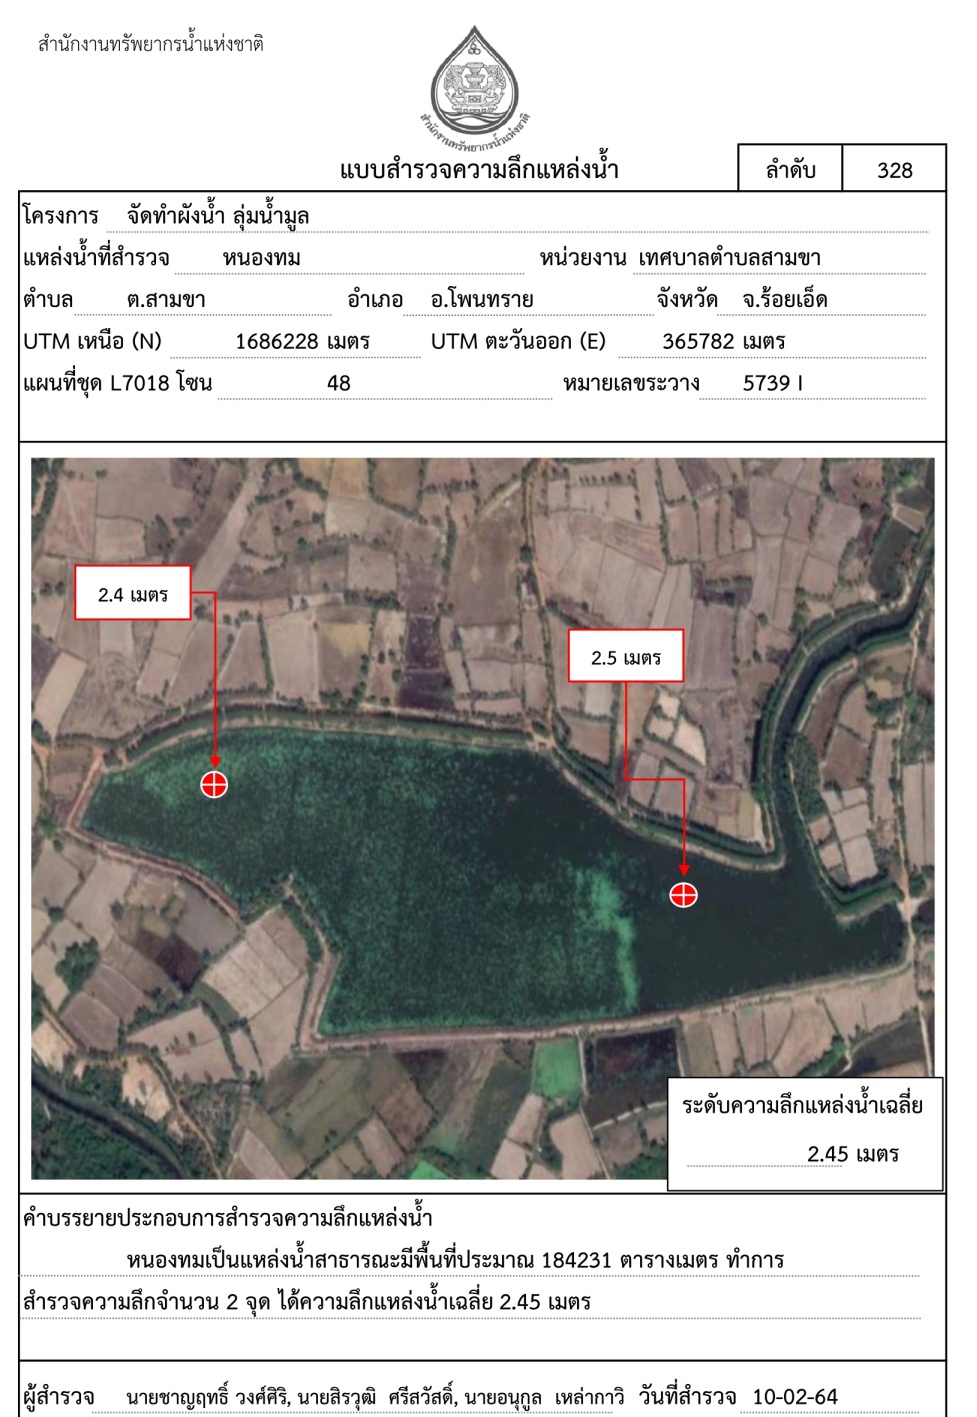 สำนักงานทรัพยากรน้ำแห่งชาติ
สำนักงานทรัพยากรน้ำแห่งชาติ
แบบสำรวจความลึกแหล่งน้ำ ลำดับ 328
โครงการ จัดทำผังน้ำ ลุ่มน้ำมูล
แหล่งน้ำที่สำรวจ หนองทม หน่วยงาน เทศบาลตำบลสามขา
ตำบล ต.สามขา อำเภอ อ.โพนทราย จังหวัด จ.ร้อยเอ็ด
UTM เหนือ (N) 1686228 เมตร UTM ตะวันออก (E) 365782 เมตร
แผนที่ชุด L7018 โซน 48 หมายเลขระวาง 5739 I
2.4 เมตร
2.5 เมตร
ระดับความลึกแหล่งน้ำเฉลี่ย
2.45 เมตร
คำบรรยายประกอบการสำรวจความลึกแหล่งน้ำ
หนองทมเป็นแหล่งน้ำสาธารณะมีพื้นที่ประมาณ 184231 ตารางเมตร ทำการ
สำรวจความลึกจำนวน 2 จุด ได้ความลึกแหล่งน้ำเฉลี่ย 2.45 เมตร
ผู้สำรวจ นายชาญฤทธิ์ วงศ์ศิริ, นายสิรวุฒิ ศรีสวัสดิ์, นายอนุกูล เหล่ากาวิ วันที่สำรวจ 10-02-64